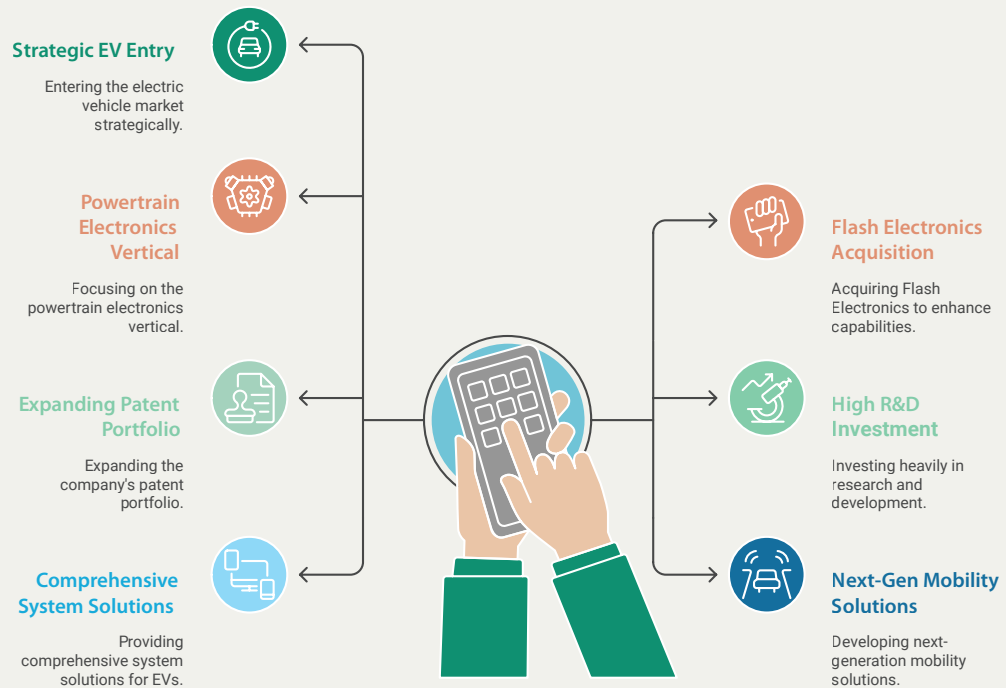 Strategic EV Entry
Entering the electric
vehicle market
strategically.
Powertrain
Electronics
Vertical
Focusing on the
powertrain electronics
vertical.
Expanding Patent
Portfolio
Expanding the
company's patent
portfolio.
Comprehensive
System Solutions
Providing
comprehensive system
solutions for EVs.
Flash Electronics
Acquisition
Acquiring Flash
Electronics to enhance
capabilities.
High R&D
Investment
Investing heavily in
research and
development.
Next-Gen Mobility
Solutions
Developing next-
generation mobility
solutions.